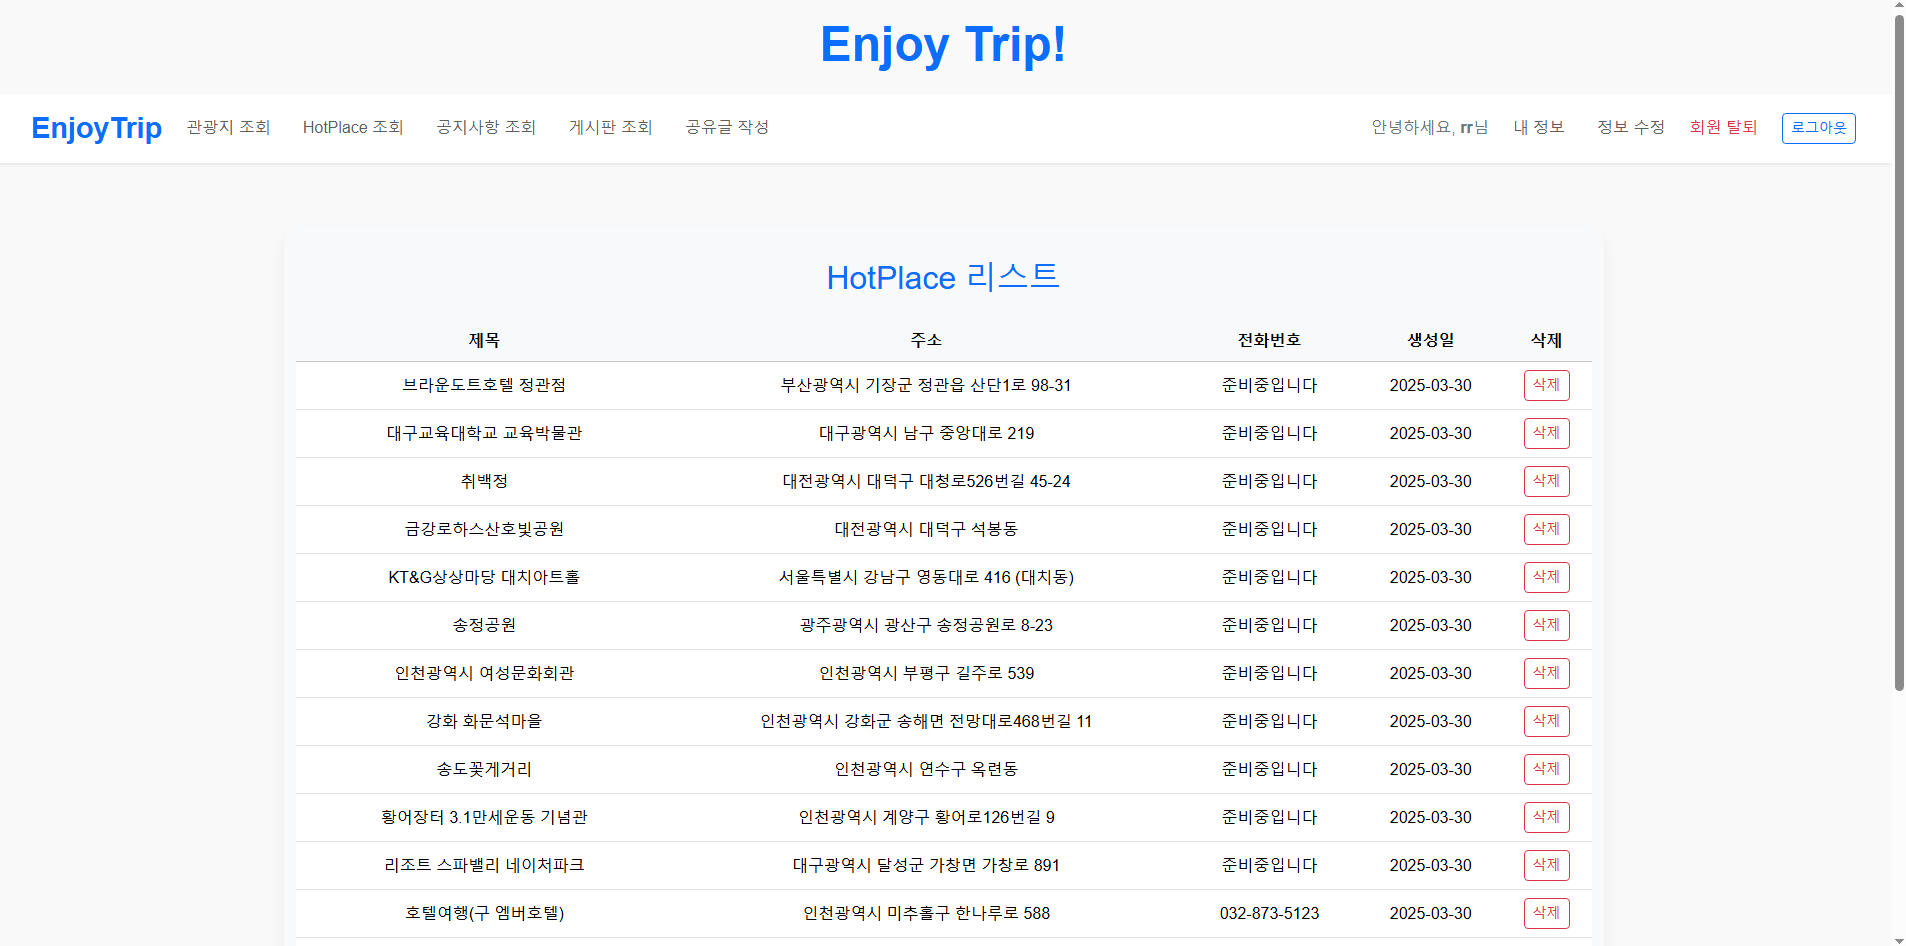 Enjoy Trip!
EnjoyTrip 관광지 조회 HotPlace 조회 공지사항 조회 게시판 조회 공유글 작성 안녕하세요, rr님 내 정보 정보 수정 회원 탈퇴 로그아웃
HotPlace 리스트
제목 주소 전화번호 생성일 삭제
브라운도트호텔 정관점 부산광역시 기장군 정관읍 산단1로 98-31 준비중입니다 2025-03-30 삭제
대구교육대학교 교육박물관 대구광역시 남구 중앙대로 219 준비중입니다 2025-03-30 삭제
취백정 대전광역시 대덕구 대청로526번길 45-24 준비중입니다 2025-03-30 삭제
금강로하스산호빛공원 대전광역시 대덕구 석봉동 준비중입니다 2025-03-30 삭제
KT&G상상마당 대치아트홀 서울특별시 강남구 영동대로 416 (대치동) 준비중입니다 2025-03-30 삭제
송정공원 광주광역시 광산구 송정공원로 8-23 준비중입니다 2025-03-30 삭제
인천광역시 여성문화회관 인천광역시 부평구 길주로 539 준비중입니다 2025-03-30 삭제
강화 화문석마을 인천광역시 강화군 송해면 전망대로468번길 11 준비중입니다 2025-03-30 삭제
송도꽃게거리 인천광역시 연수구 옥련동 준비중입니다 2025-03-30 삭제
황어장터 3.1만세운동 기념관 인천광역시 계양구 황어로126번길 9 준비중입니다 2025-03-30 삭제
리조트 스파밸리 네이처파크 대구광역시 달성군 가창면 가창로 891 준비중입니다 2025-03-30 삭제
호텔여행(구 엠버호텔) 인천광역시 미추홀구 한나루로 588 032-873-5123 2025-03-30 삭제